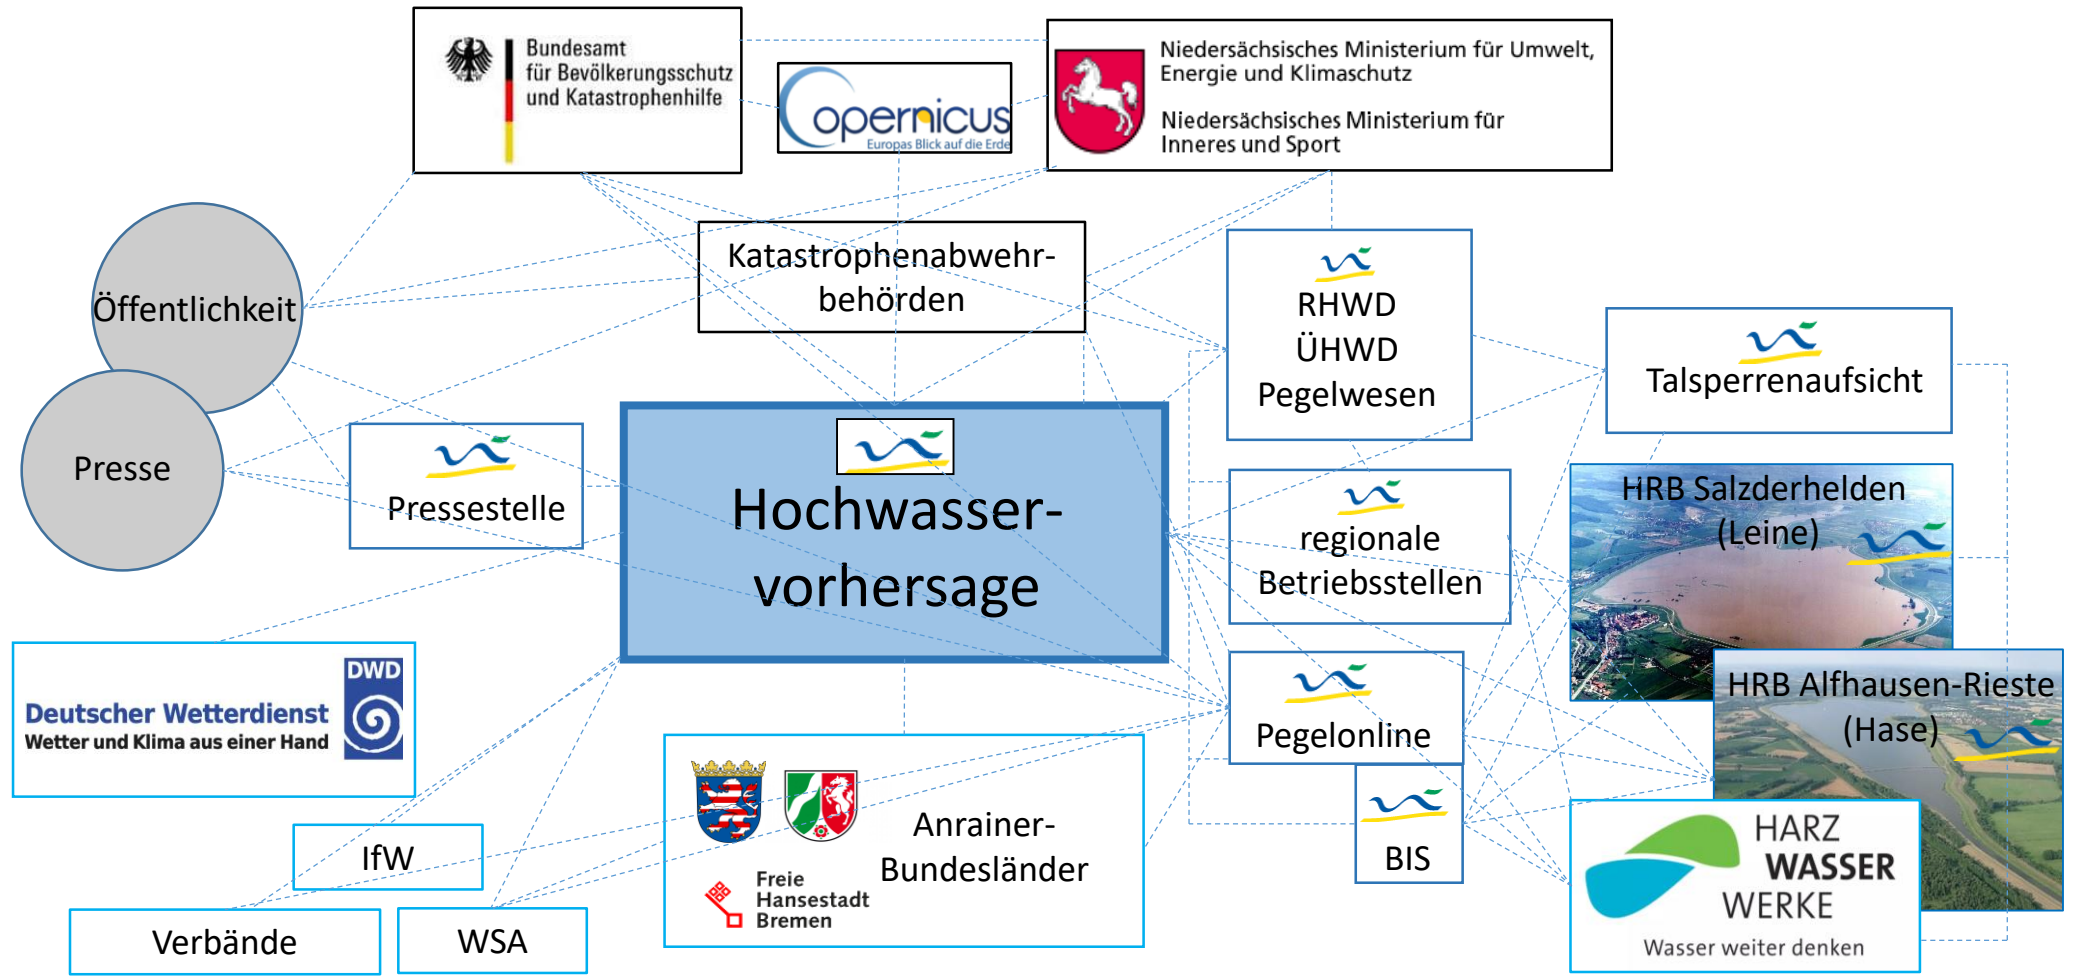 Bundesamt
für Bevölkerungsschutz
und Katastrophenhilfe
Copernicus
Europas Blick auf die Erde
Niedersächsisches Ministerium für Umwelt,
Energie und Klimaschutz
Niedersächsisches Ministerium für
Inneres und Sport
Katastrophenabwehr-
behörden
Öffentlichkeit
Presse
RHWD
ÜHWD
Pegelwesen
Talsperrenaufsicht
Pressestelle
Hochwasser-
vorhersage
regionale
Betriebsstellen
HRB Salzderhelden
(Leine)
HRB Alfhausen-Rieste
(Hase)
DWD
Deutscher Wetterdienst
Wetter und Klima aus einer Hand
Pegelonline
BIS
Anrainer-
Bundesländer
Freie
Hansestadt
Bremen
IfW
Verbände
WSA
HARZ
WASSER
WERKE
Wasser weiter denken